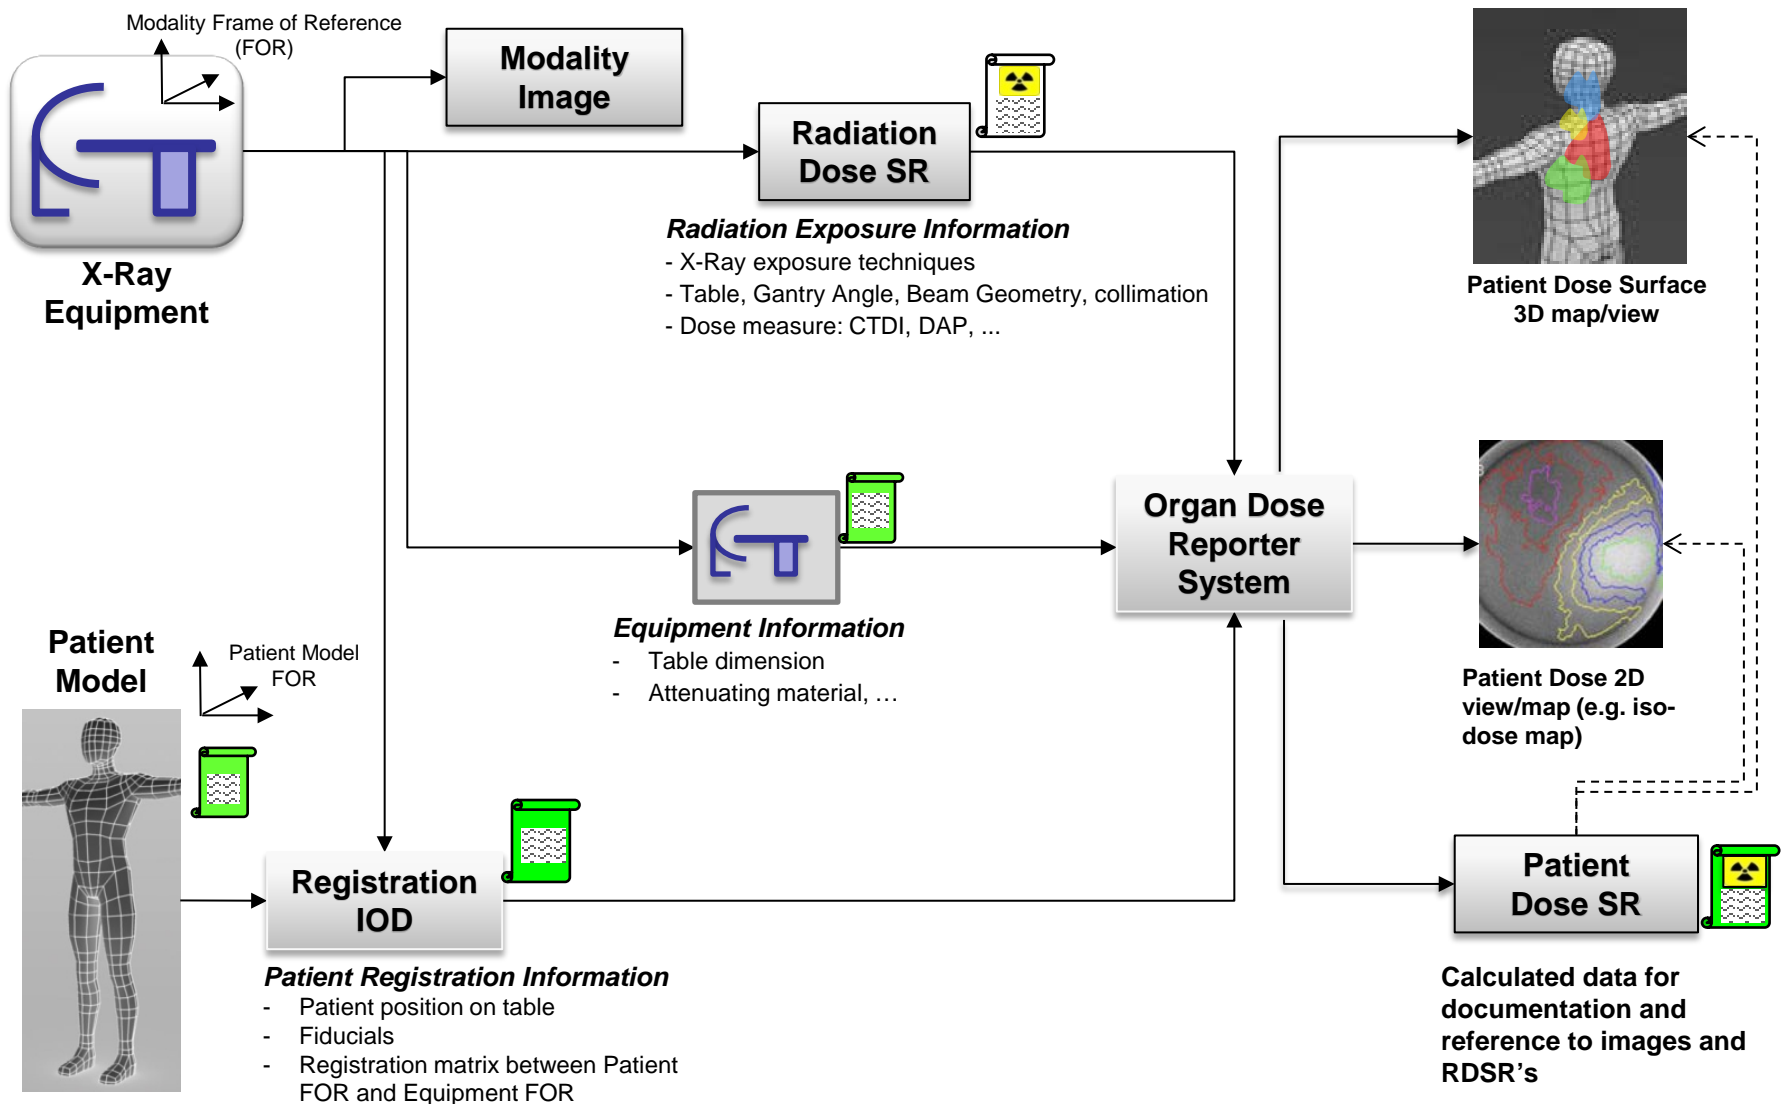 Modality Frame of Reference
(FOR)
Modality
Image
Radiation
Dose SR
X-Ray
Equipment
Radiation Exposure Information
- X-Ray exposure techniques
- Table, Gantry Angle, Beam Geometry, collimation
- Dose measure: CTDI, DAP, ...
Patient Dose Surface
3D map/view
Organ Dose
Reporter
System
Equipment Information
- Table dimension
- Attenuating material, …
Patient
Model
Patient Model
FOR
Patient Dose 2D
view/map (e.g. iso-
dose map)
Registration
IOD
Patient Registration Information
- Patient position on table
- Fiducials
- Registration matrix between Patient
FOR and Equipment FOR
Patient
Dose SR
Calculated data for
documentation and
reference to images and
RDSR’s